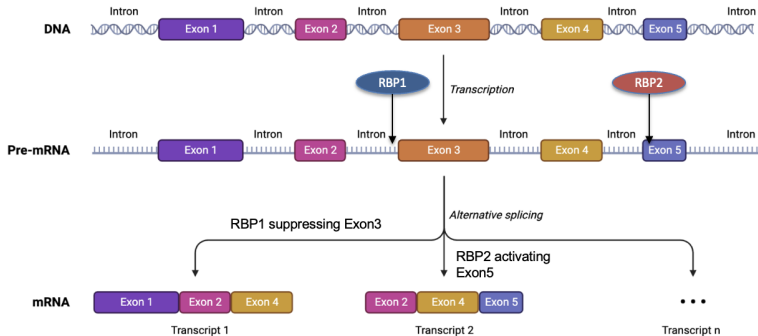 Intron Intron Intron Intron Intron Intron
DNA Exon 1 Exon 2 Exon 3 Exon 4 Exon 5
RBP1 Transcription RBP2
Intron Intron Intron Intron Intron Intron
Pre-mRNA Exon 1 Exon 2 Exon 3 Exon 4 Exon 5
RBP1 suppressing Exon3 Alternative splicing
RBP2 activating
Exon5
mRNA Exon 1 Exon 2 Exon 4 Exon 2 Exon 4 Exon 5 •••
Transcript 1 Transcript 2 Transcript n